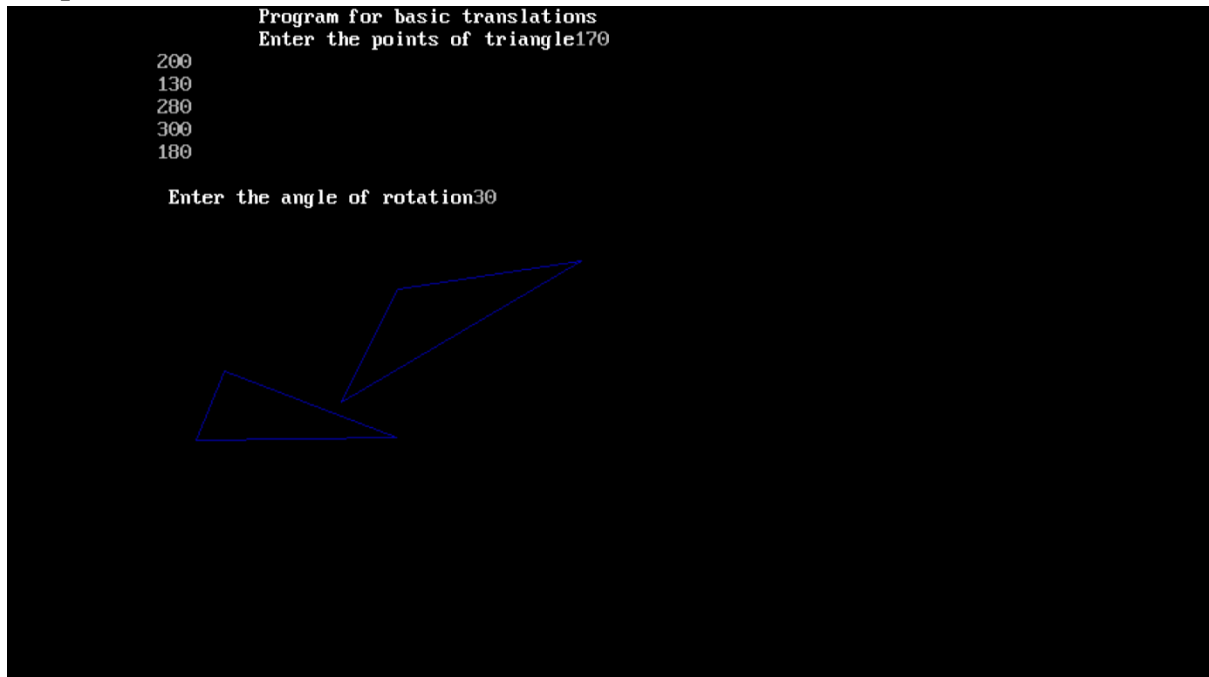 Program for basic translations
Enter the points of triangle170
200
130
280
300
180
Enter the angle of rotation30